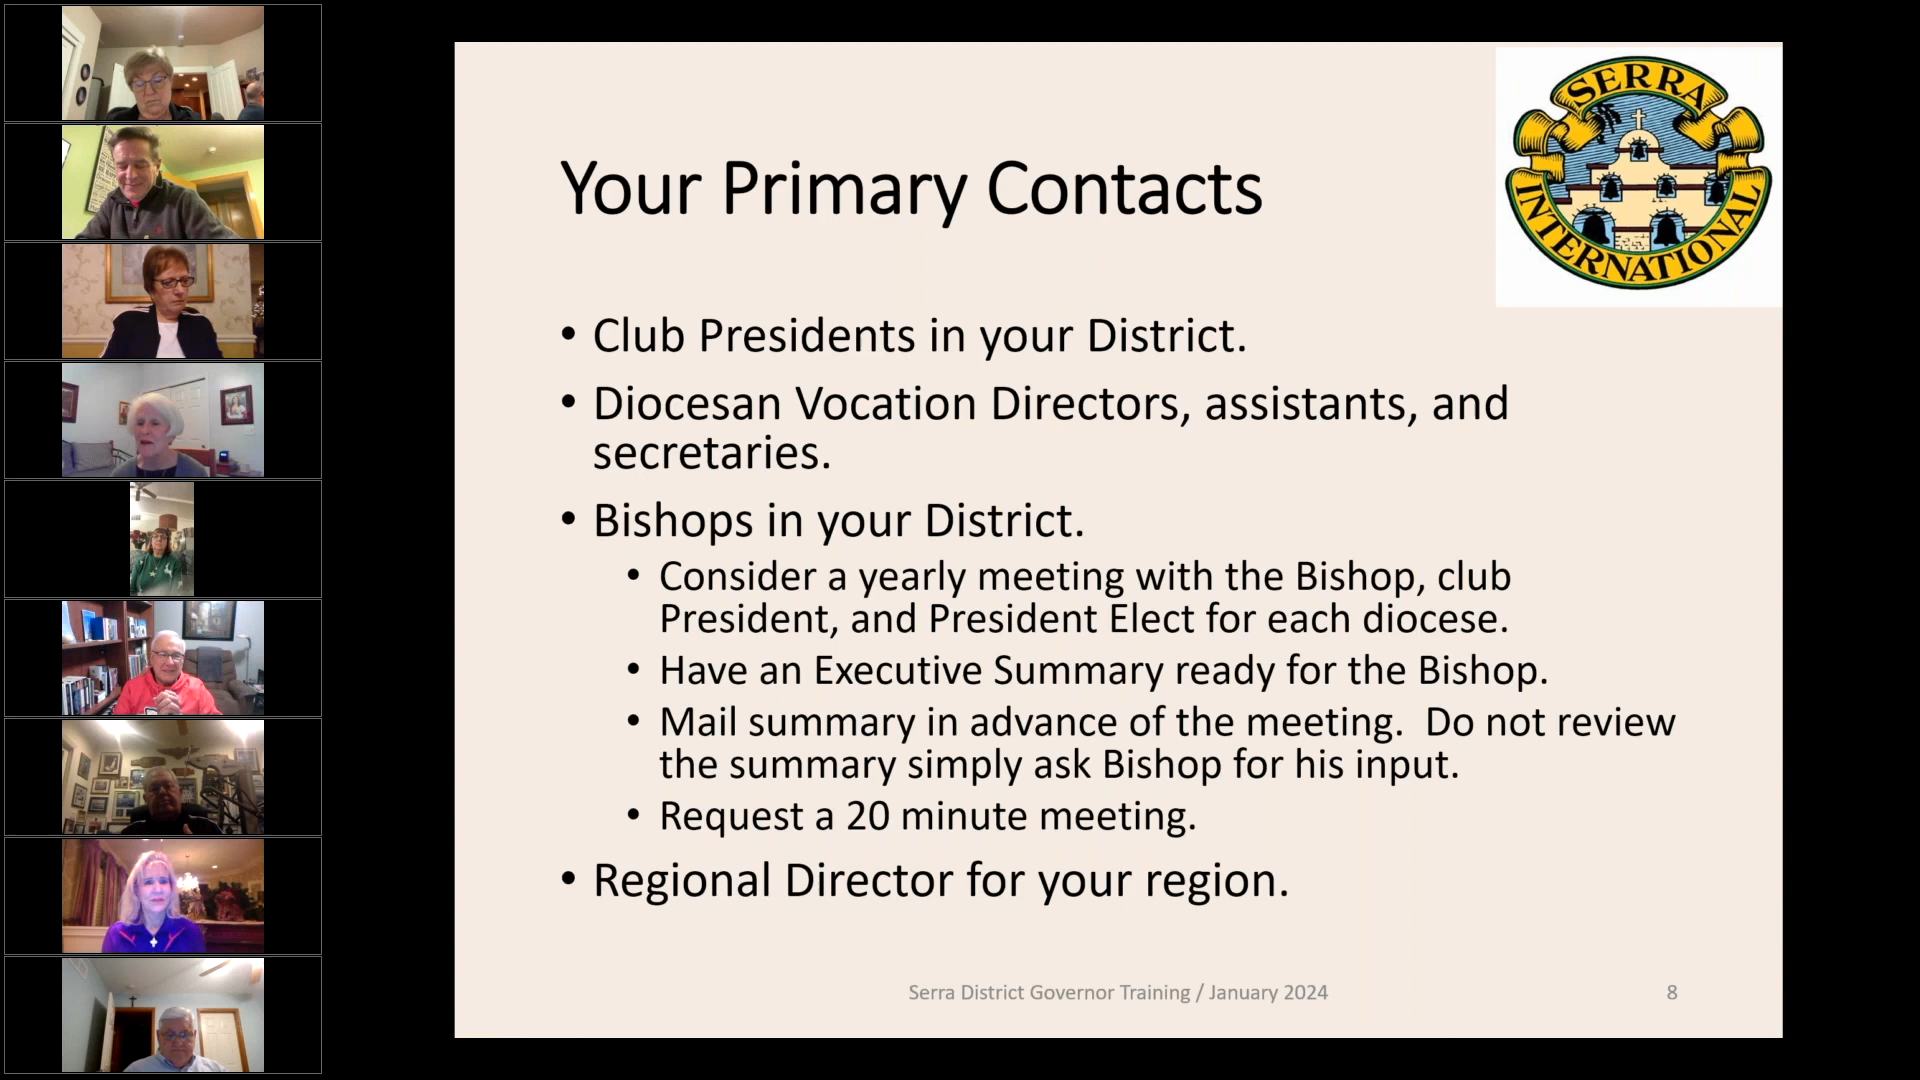 SERRA
INTERNATIONAL
Your Primary Contacts
• Club Presidents in your District.
• Diocesan Vocation Directors, assistants, and
secretaries.
• Bishops in your District.
• Consider a yearly meeting with the Bishop, club
President, and President Elect for each diocese.
• Have an Executive Summary ready for the Bishop.
• Mail summary in advance of the meeting.  Do not review
the summary simply ask Bishop for his input.
• Request a 20 minute meeting.
• Regional Director for your region.
Serra District Governor Training / January 2024
8